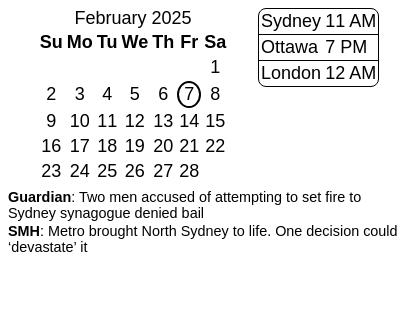 February 2025
Su Mo Tu We Th Fr Sa
1
2 3 4 5 6 7 8
9 10 11 12 13 14 15
16 17 18 19 20 21 22
23 24 25 26 27 28
Sydney 11 AM
Ottawa 7 PM
London 12 AM
Guardian: Two men accused of attempting to set fire to
Sydney synagogue denied bail
SMH: Metro brought North Sydney to life. One decision could
‘devastate’ it